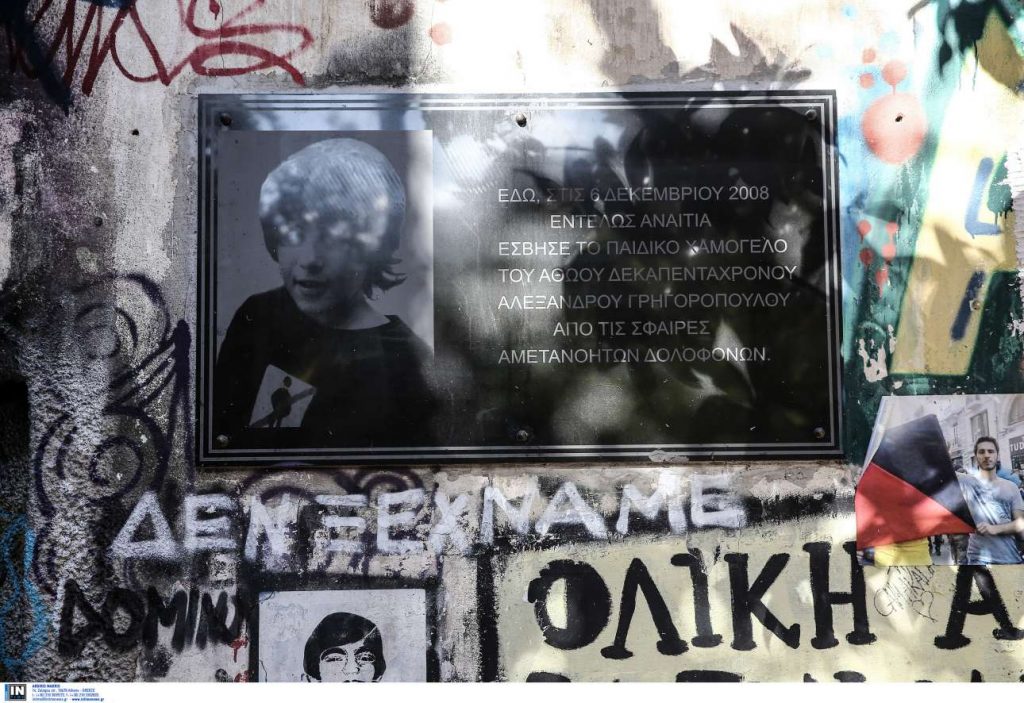 ΕΔΩ, ΣΤΙΣ 6 ΔΕΚΕΜΒΡΙΟΥ 2008
ΕΝΤΕΛΩΣ ΑΝΑΙΤΙΑ
ΕΣΒΗΣΕ ΤΟ ΠΑΙΔΙΚΟ ΧΑΜΟΓΕΛΟ
ΤΟΥ ΑΘΩΟΥ ΔΕΚΑΠΕΝΤΑΧΡΟΝΟΥ
ΑΛΕΞΑΝΔΡΟΥ ΓΡΗΓΟΡΟΠΟΥΛΟΥ
ΑΠΟ ΤΙΣ ΣΦΑΙΡΕΣ
ΑΜΕΤΑΝΟΗΤΩΝ ΔΟΛΟΦΟΝΩΝ.
ΔΕΝ ΞΕΧΝΑΜΕ
ΟΛΙΚΗ Α
ΔΟΜΙΝ
IN